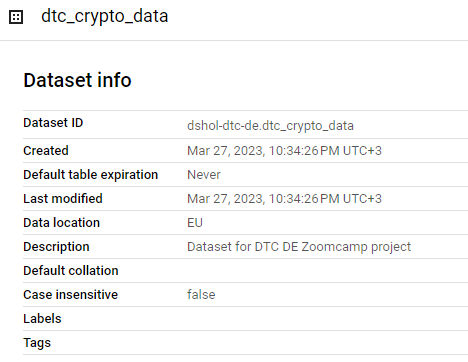 dtc_crypto_data
Dataset info
Dataset ID dshol-dtc-de.dtc_crypto_data
Created Mar 27, 2023, 10:34:26 PM UTC+3
Default table expiration Never
Last modified Mar 27, 2023, 10:34:26 PM UTC+3
Data location EU
Description Dataset for DTC DE Zoomcamp project
Default collation
Case insensitive false
Labels
Tags